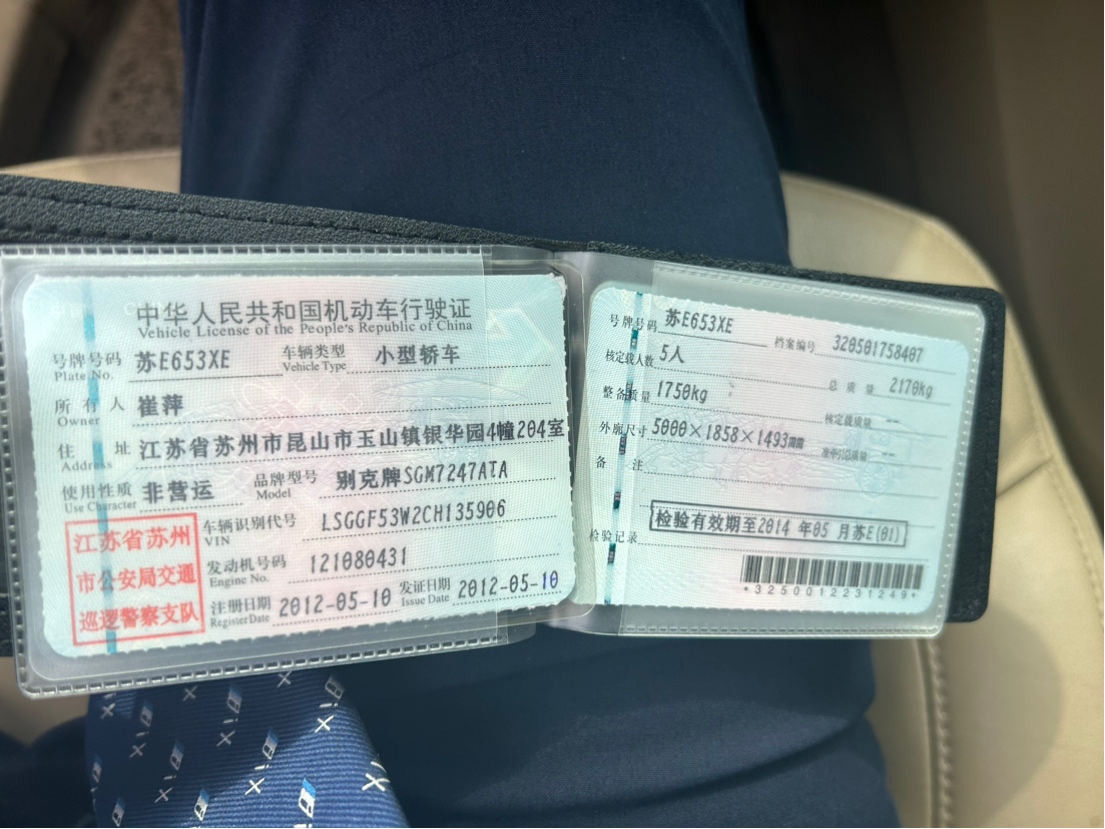 中华人民共和国机动车行驶证
Vehicle License of the People's Republic of China
号牌号码 苏E653XE 车辆类型 小型轿车
Plate No. Vehicle Type
所有人 崔萍
Owner
住址 江苏省苏州市昆山市玉山镇银华园4幢204室
Address
使用性质 非营运 品牌型号 别克牌SGM7247ATA
Use Character Model
江苏省苏州
市公安局交通
巡逻警察支队
车辆识别代号 LSGGF53W2CH135906
VIN
发动机号码 121080431
Engine No.
注册日期 2012-05-10 发证日期 2012-05-10
Register Date Issue Date
号牌号码 苏E653XE 档案编号 320501758407
核定载人数 5人 总质量 2170kg
整备质量 1750kg 核定载质量 --
外廓尺寸 5000×1858×1493mm 准牵引总质量 --
备注
检验有效期至2014 年05 月苏E(01)
检验记录
*3250012231249*